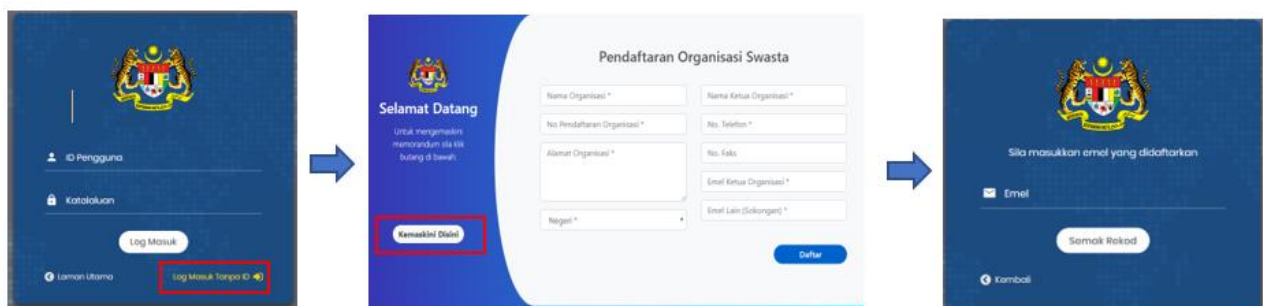 ID Pengguna
Katalaluan
Log Masuk
Laman Utama
Log Masuk Tanpa ID
Selamat Datang
Untuk mengemaskini
memorandum sila klik
butang di bawah
Kemaskini Disini
Pendaftaran Organisasi Swasta
Nama Organisasi *
Nama Ketua Organisasi *
No. Pendaftaran Organisasi *
No. Telefon *
Alamat Organisasi *
No. Faks
Emel Ketua Organisasi *
Negeri *
Emel Lain (Sokongan) *
Daftar
Sila masukkan emel yang didaftarkan
Emel
Semak Rekod
Kembali